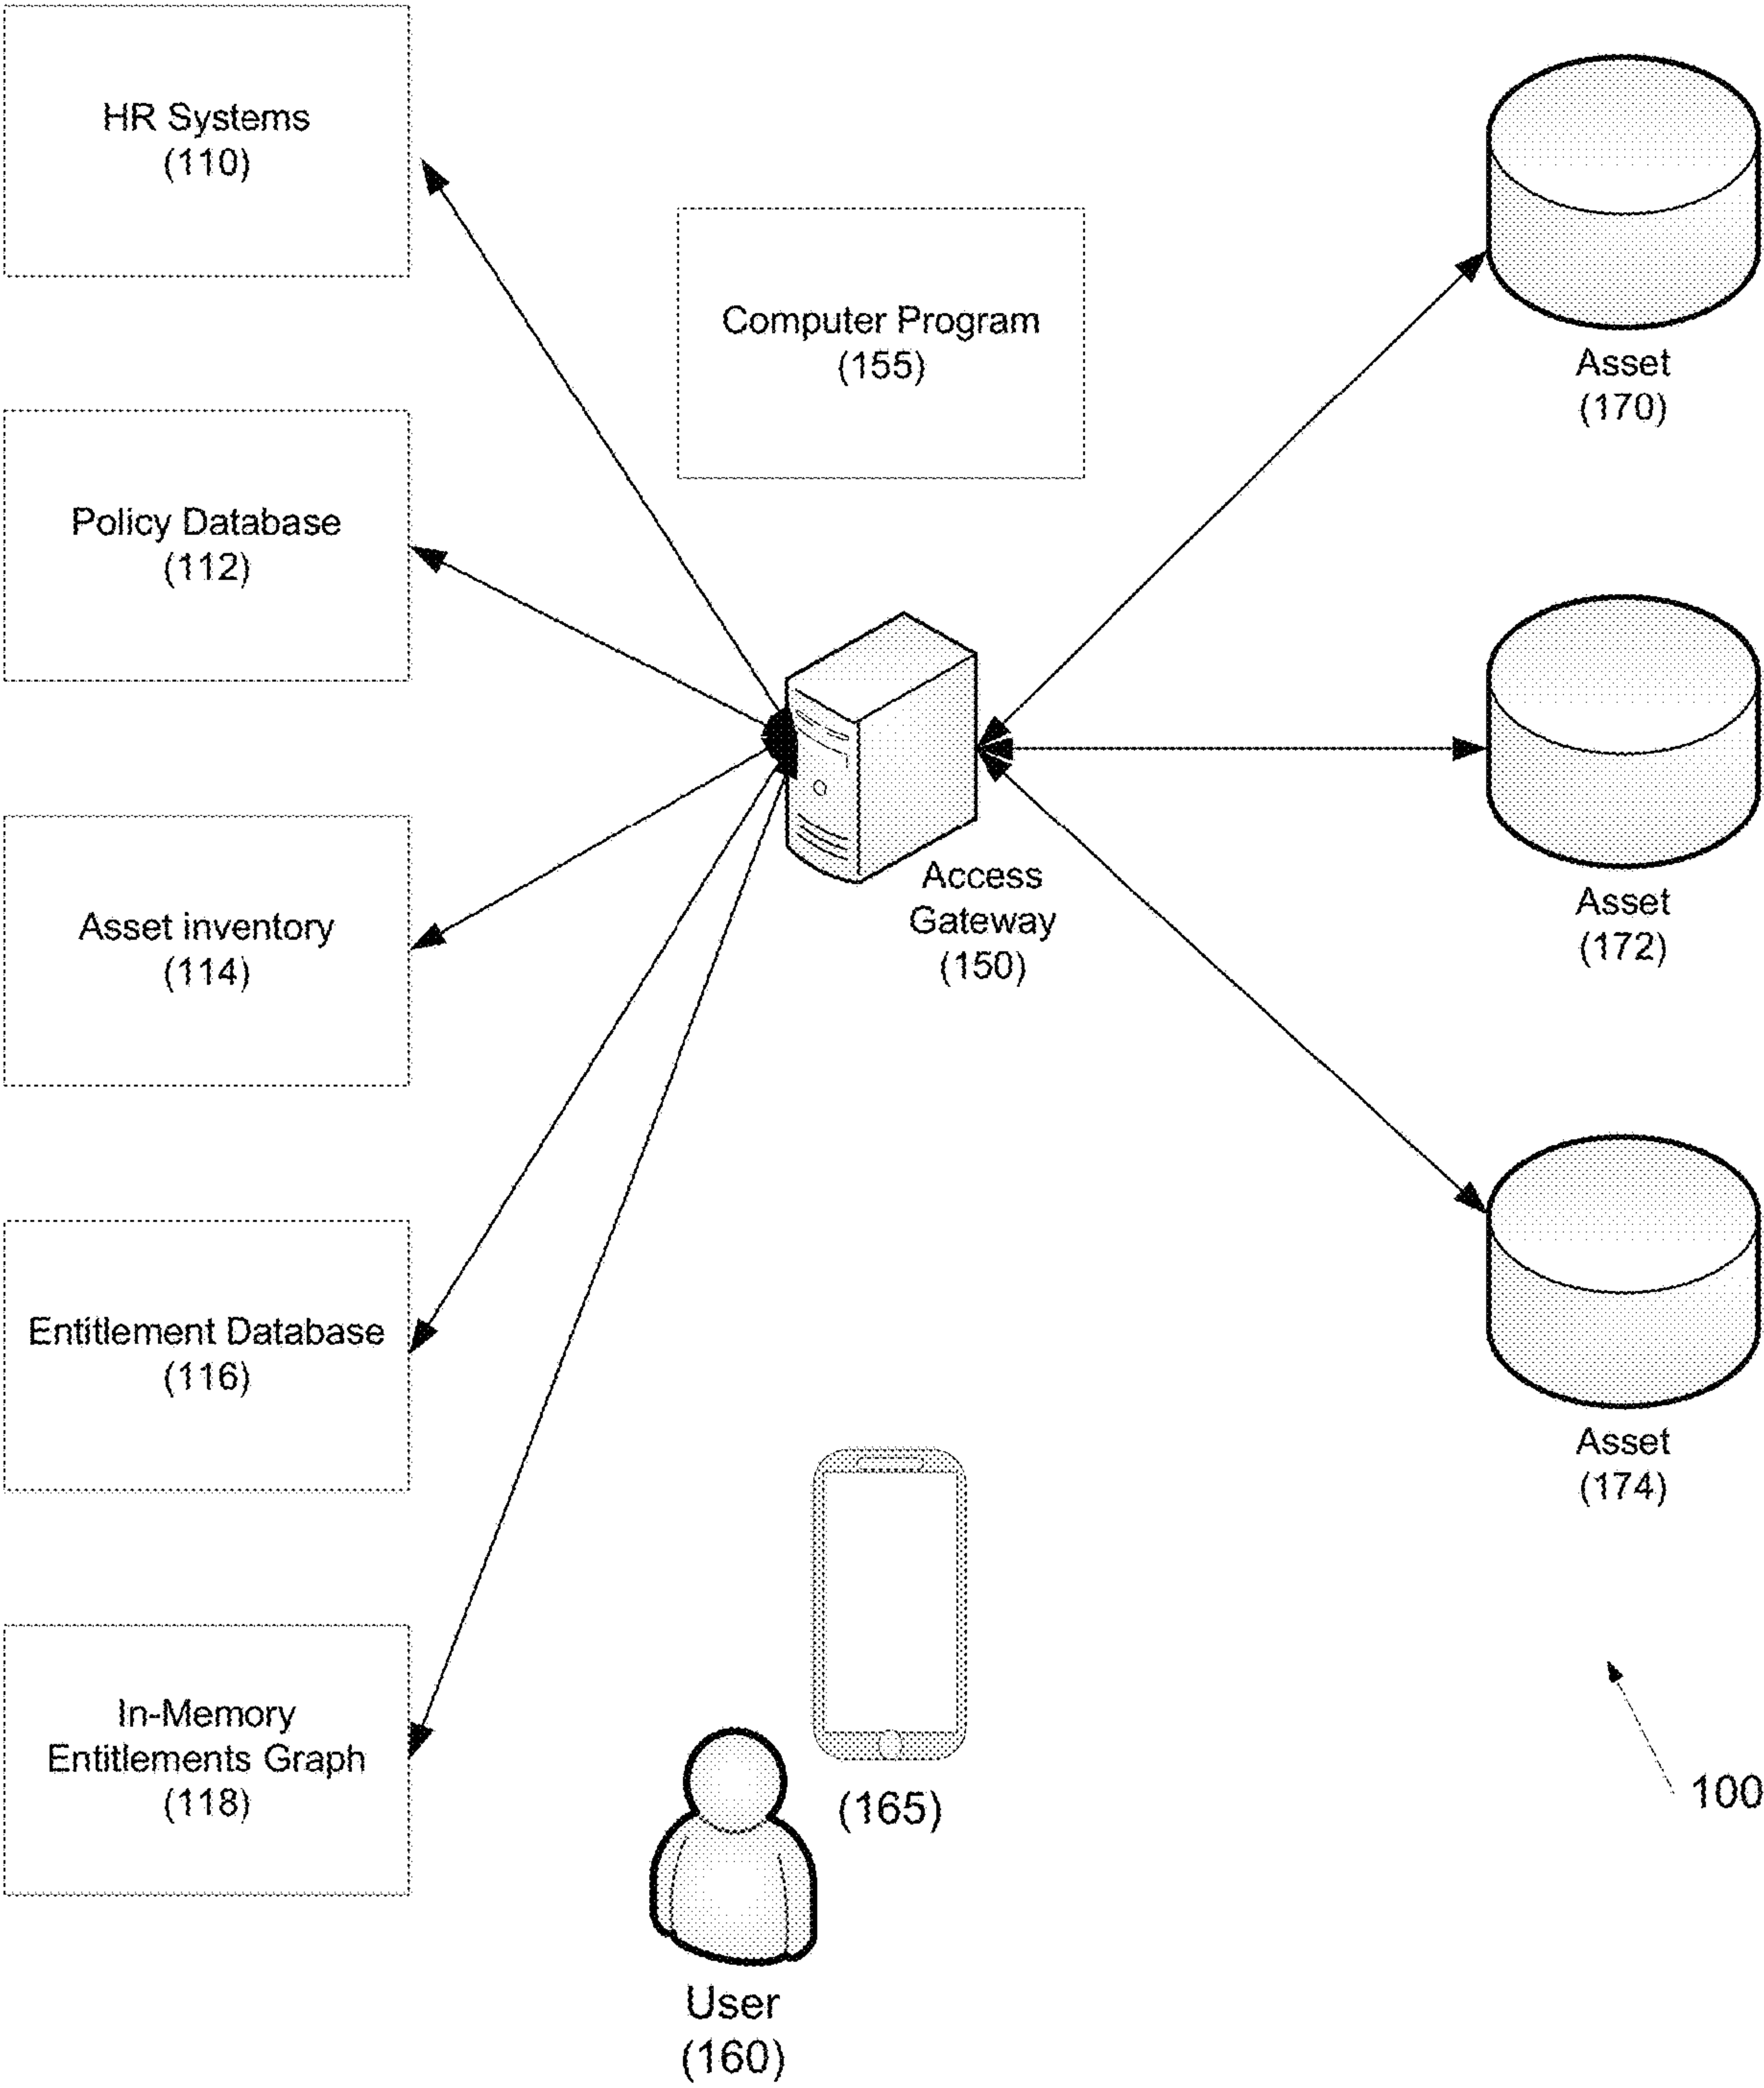 HR Systems
(110)
Computer Program
(155)
Asset
(170)
Policy Database
(112)
Access
Gateway
(150)
Asset
(172)
Asset inventory
(114)
Entitlement Database
(116)
Asset
(174)
In-Memory
Entitlements Graph
(118)
(165)
100
User
(160)